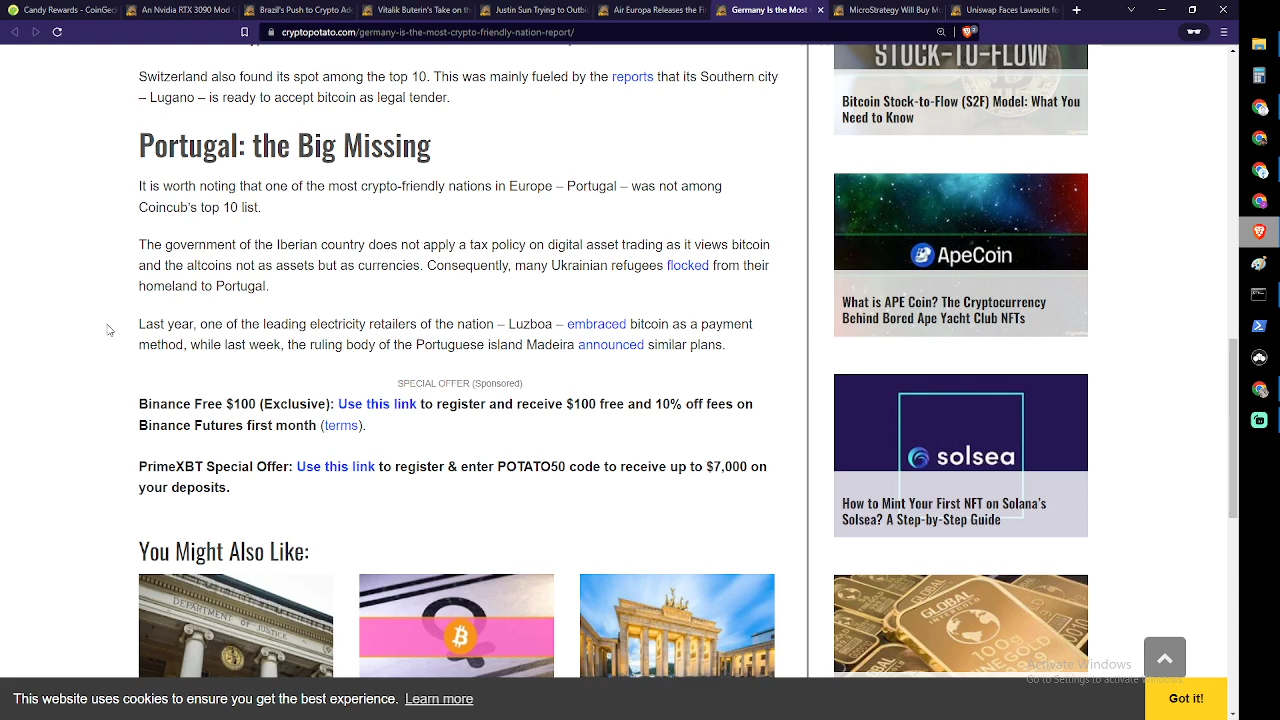 Candy Rewards - CoinGec
An Nvidia RTX 3090 Mod
Brazil's Push to Crypto Ad
Vitalik Buterin's Take on th
Justin Sun Trying to Outbi
Air Europa Releases the Fi
Germany Is the Most
MicroStrategy Will Buy M
Uniswap Faces Lawsuits fo
cryptopotato.com/germany-is-the-most-crypto-friendly-nation-report/
2
Switzerland also found its spot among the top 10. This was mainly fueled by the reports that its Southern city
– Lugano – is ready to accept bitcoin as legal tender.
Portugal: the Big Missing
It is worth noting that one of the most crypto-friendly nations in Europe – Portugal – was not among
Coincub's top 10 list.
The government of the Iberian country does not apply a tax policy on digital asset trading as it views bitcoin
and the altcoins not as assets but as currencies. Consequently, many Ukrainian refugees flocked from their
homeland to Portugal.
Last year, one of the leading electricity retailers of the nation – Luzboa – embraced bitcoin as a payment
method, while last week, the ruling body of the Portuguese island Madeira announced similar plans.
SPECIAL OFFER (Sponsored)
Binance Free $100 (Exclusive): Use this link to register and receive $100 free and 10% off fees on
Binance Futures first month (terms).
PrimeXBT Special Offer: Use this link to register & enter POTATO50 code to receive up to $7,000 on
your deposits.
You Might Also Like:
DEPARTMENT OF JUSTICE
STOCK-TO-FLOW
Bitcoin Stock-to-Flow (S2F) Model: What You
Need to Know
ApeCoin
What is APE Coin? The Cryptocurrency
Behind Bored Ape Yacht Club NFTs
solsea
How to Mint Your First NFT on Solana's
Solsea? A Step-by-Step Guide
GLOBAL
INTERGOLD
100g
FINE GOLD
Activate Windows
Go to Settings to activate Windows.
This website uses cookies to ensure you get the best experience. Learn more
Got it!